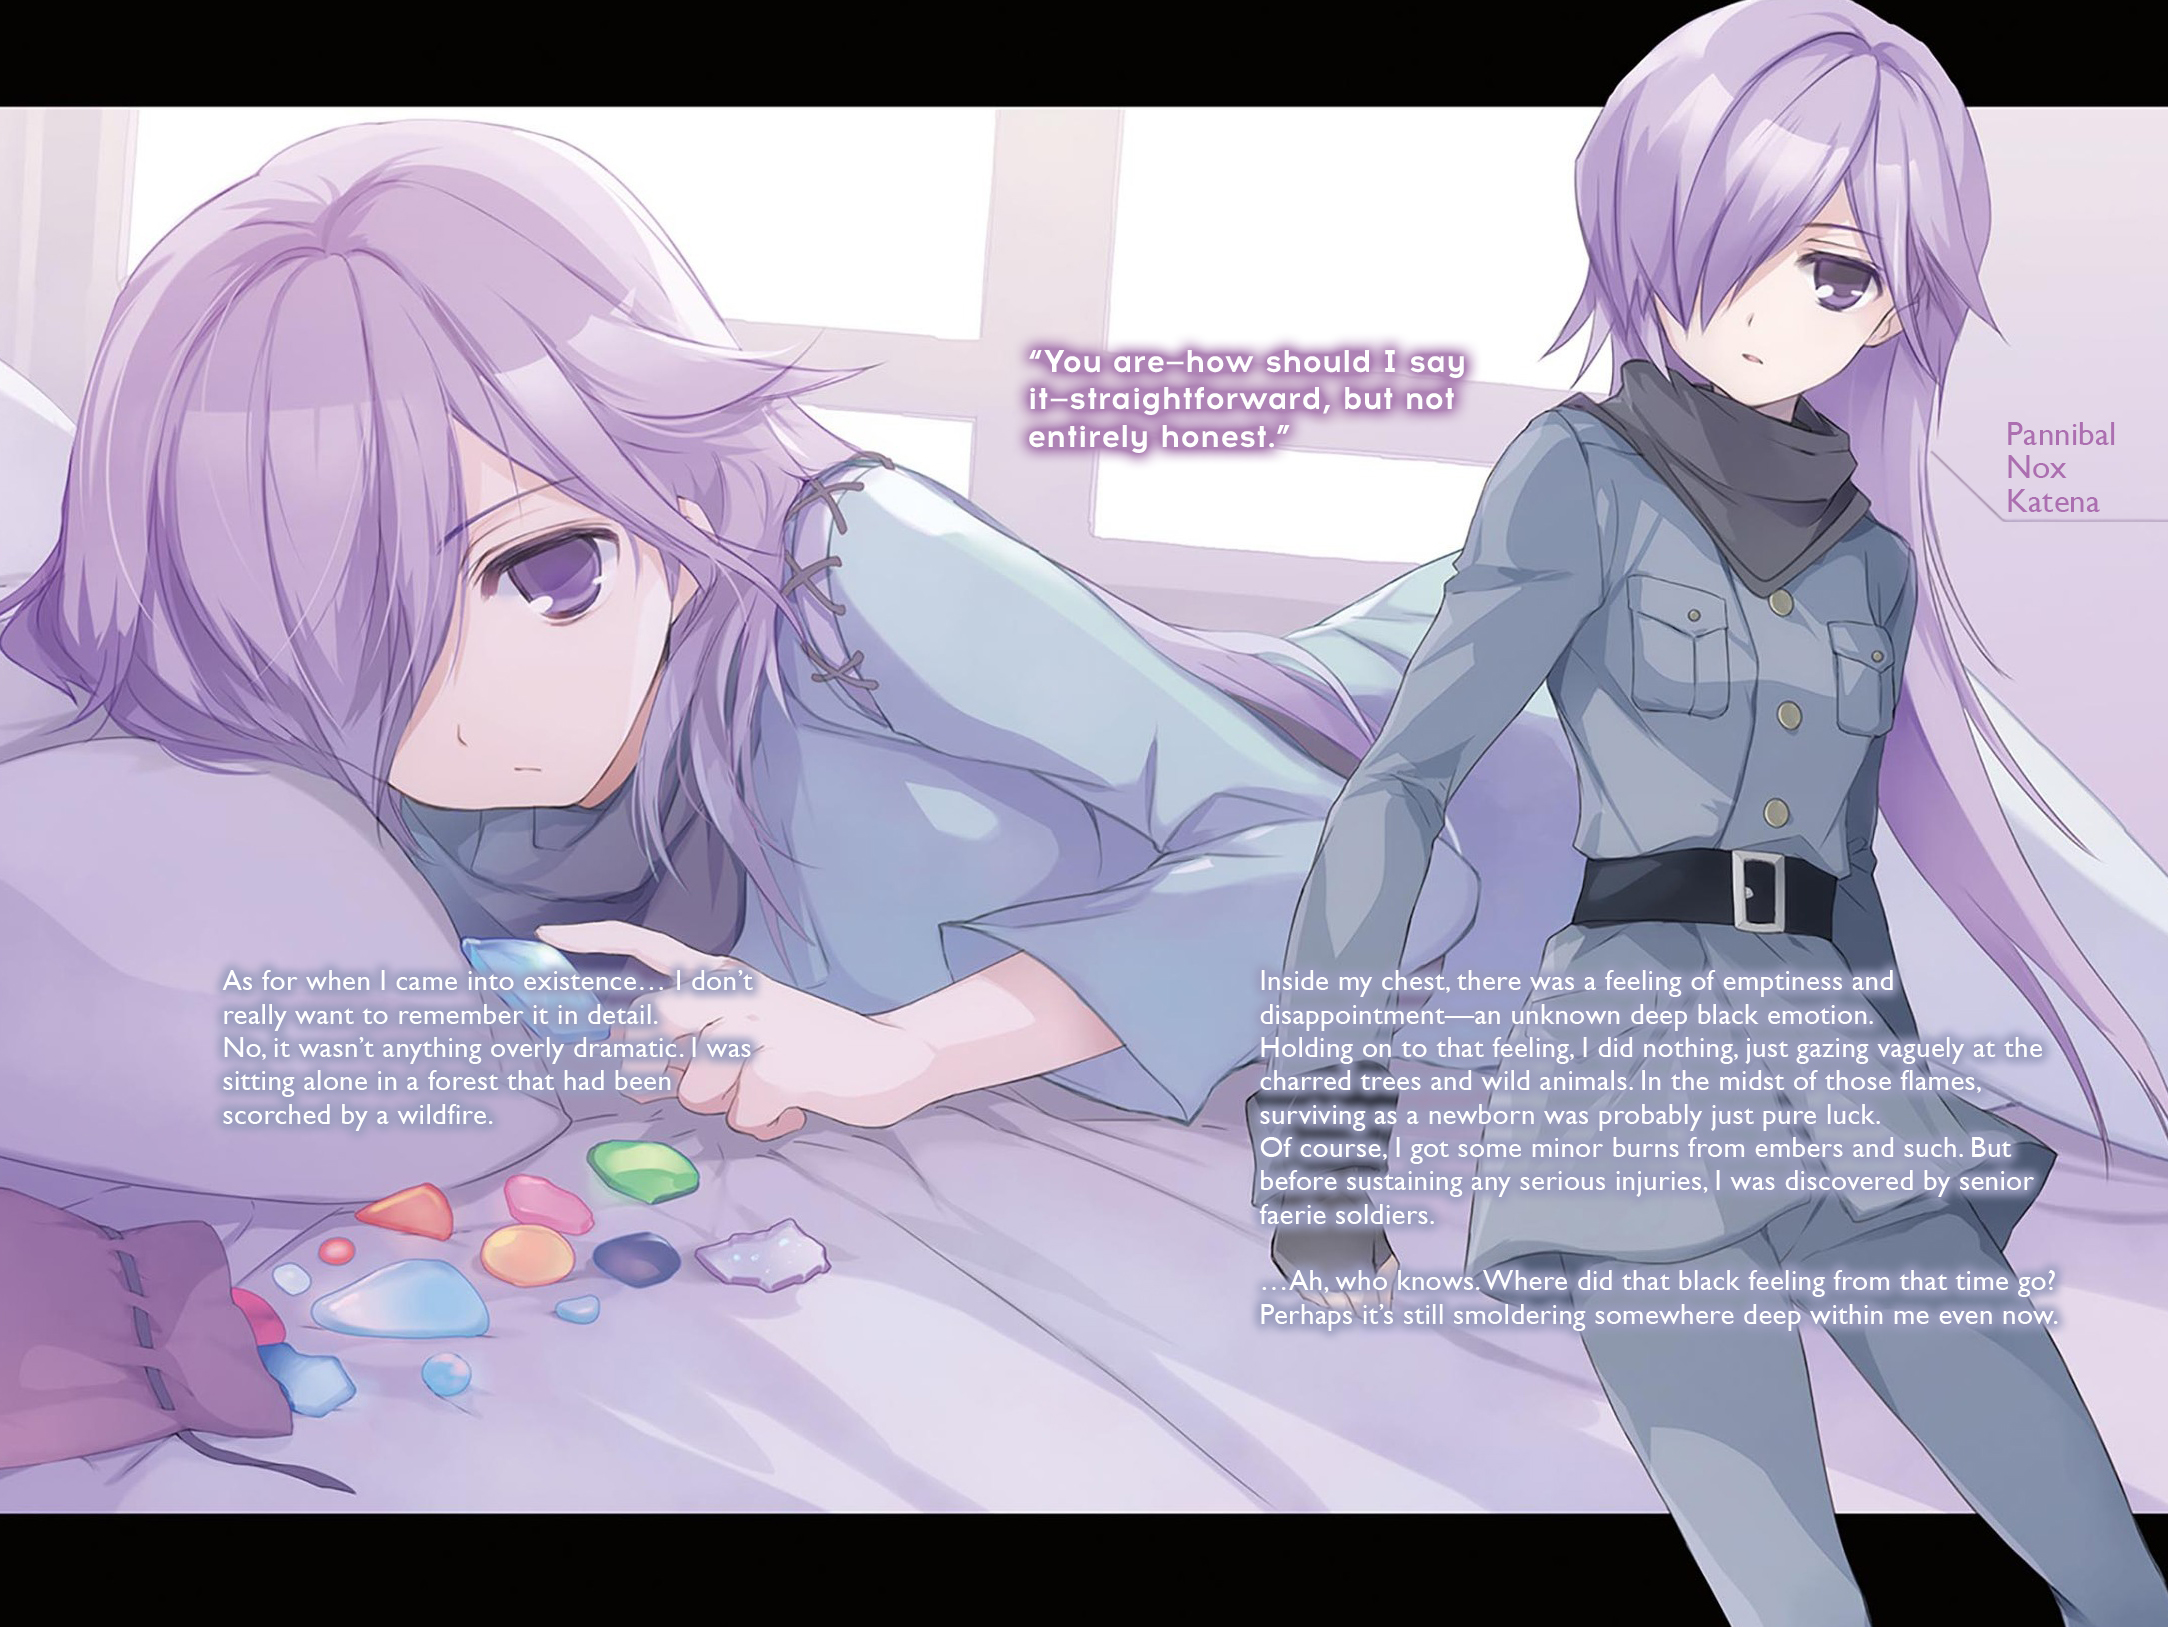 “You are–how should I say
it–straightforward, but not
entirely honest.”
Pannibal
Nox
Katena
As for when I came into existence… I don’t
really want to remember it in detail.
No, it wasn’t anything overly dramatic. I was
sitting alone in a forest that had been
scorched by a wildfire.
Inside my chest, there was a feeling of emptiness and
disappointment—an unknown deep black emotion.
Holding on to that feeling, I did nothing, just gazing vaguely at the
charred trees and wild animals. In the midst of those flames,
surviving as a newborn was probably just pure luck.
Of course, I got some minor burns from embers and such. But
before sustaining any serious injuries, I was discovered by senior
faerie soldiers.
…Ah, who knows. Where did that black feeling from that time go?
Perhaps it’s still smoldering somewhere deep within me even now.